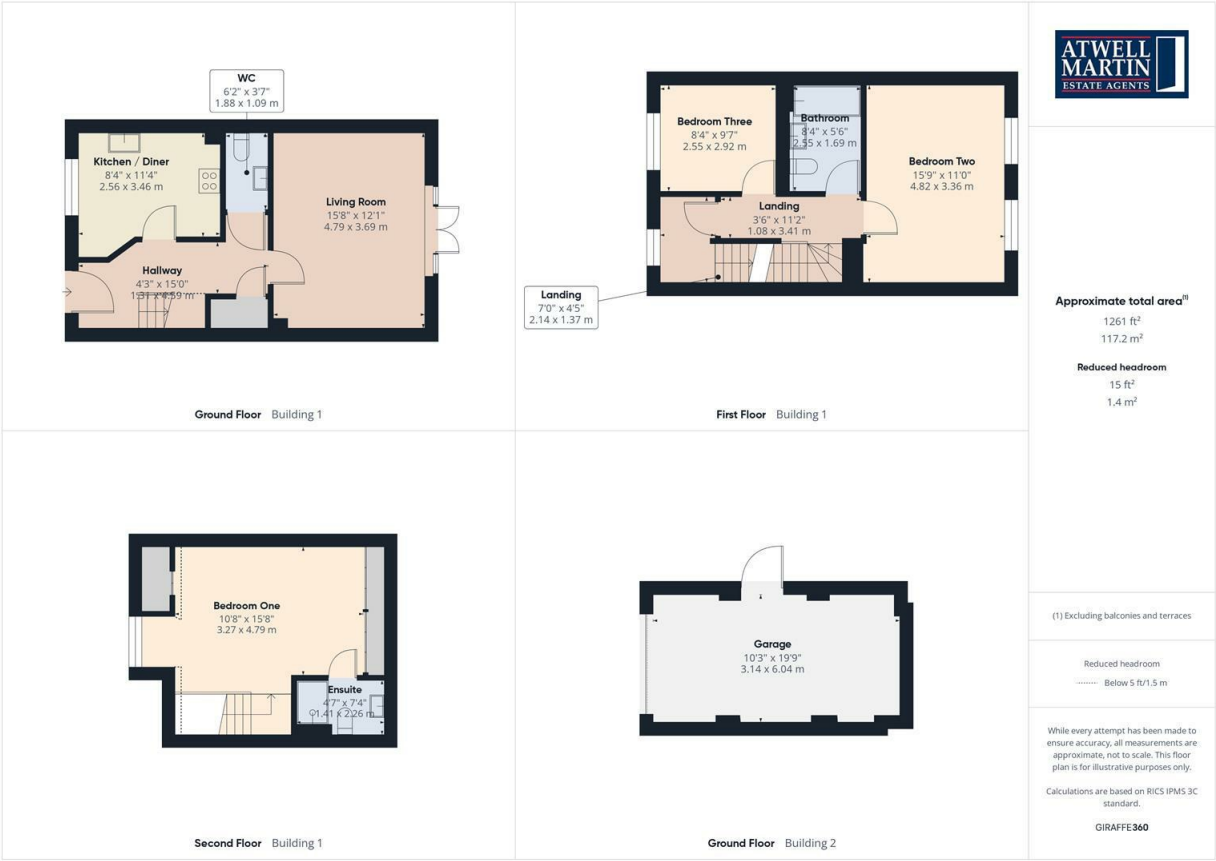 WC
6'2" x 3'7"
1.88 x 1.09 m
Kitchen / Diner
8'4" x 11'4"
2.56 x 3.46 m
Living Room
15'8" x 12'1"
4.79 x 3.69 m
Hallway
4'3" x 15'0"
1.31 x 4.59 m
Ground Floor Building 1
Bedroom Three
8'4" x 9'7"
2.55 x 2.92 m
Bathroom
8'4" x 5'6"
2.55 x 1.69 m
Bedroom Two
15'9" x 11'0"
4.82 x 3.36 m
Landing
3'6" x 11'2"
1.08 x 3.41 m
Landing
7'0" x 4'5"
2.14 x 1.37 m
First Floor Building 1
Bedroom One
10'8" x 15'8"
3.27 x 4.79 m
Ensuite
4'7" x 7'4"
1.41 x 2.26 m
Second Floor Building 1
Garage
10'3" x 19'9"
3.14 x 6.04 m
Ground Floor Building 2
ATWELL
MARTIN
ESTATE AGENTS
Approximate total area(1)
1261 ft²
117.2 m²
Reduced headroom
15 ft²
1.4 m²
(1) Excluding balconies and terraces
Reduced headroom
Below 5 ft/1.5 m
While every attempt has been made to
ensure accuracy, all measurements are
approximate, not to scale. This floor
plan is for illustrative purposes only.
Calculations are based on RICS IPMS 3C
standard.
GIRAFFE360